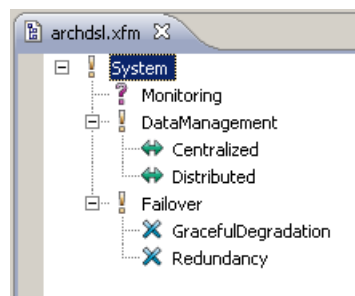 archdsl.xfm
System
Monitoring
DataManagement
Centralized
Distributed
Failover
GracefulDegradation
Redundancy